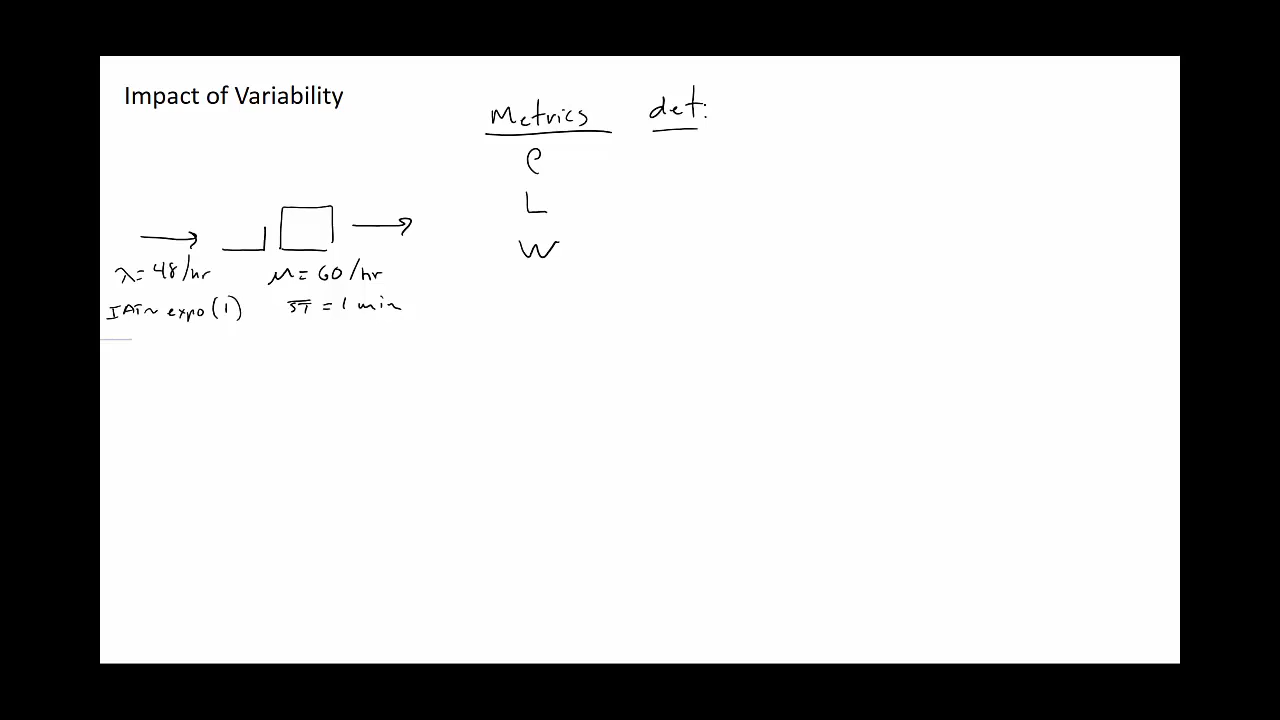 Impact of Variability
Metrics det:
ρ
L
W
λ= 48/hr μ= 60/hr
IAT~ expo(1) ST = 1 min